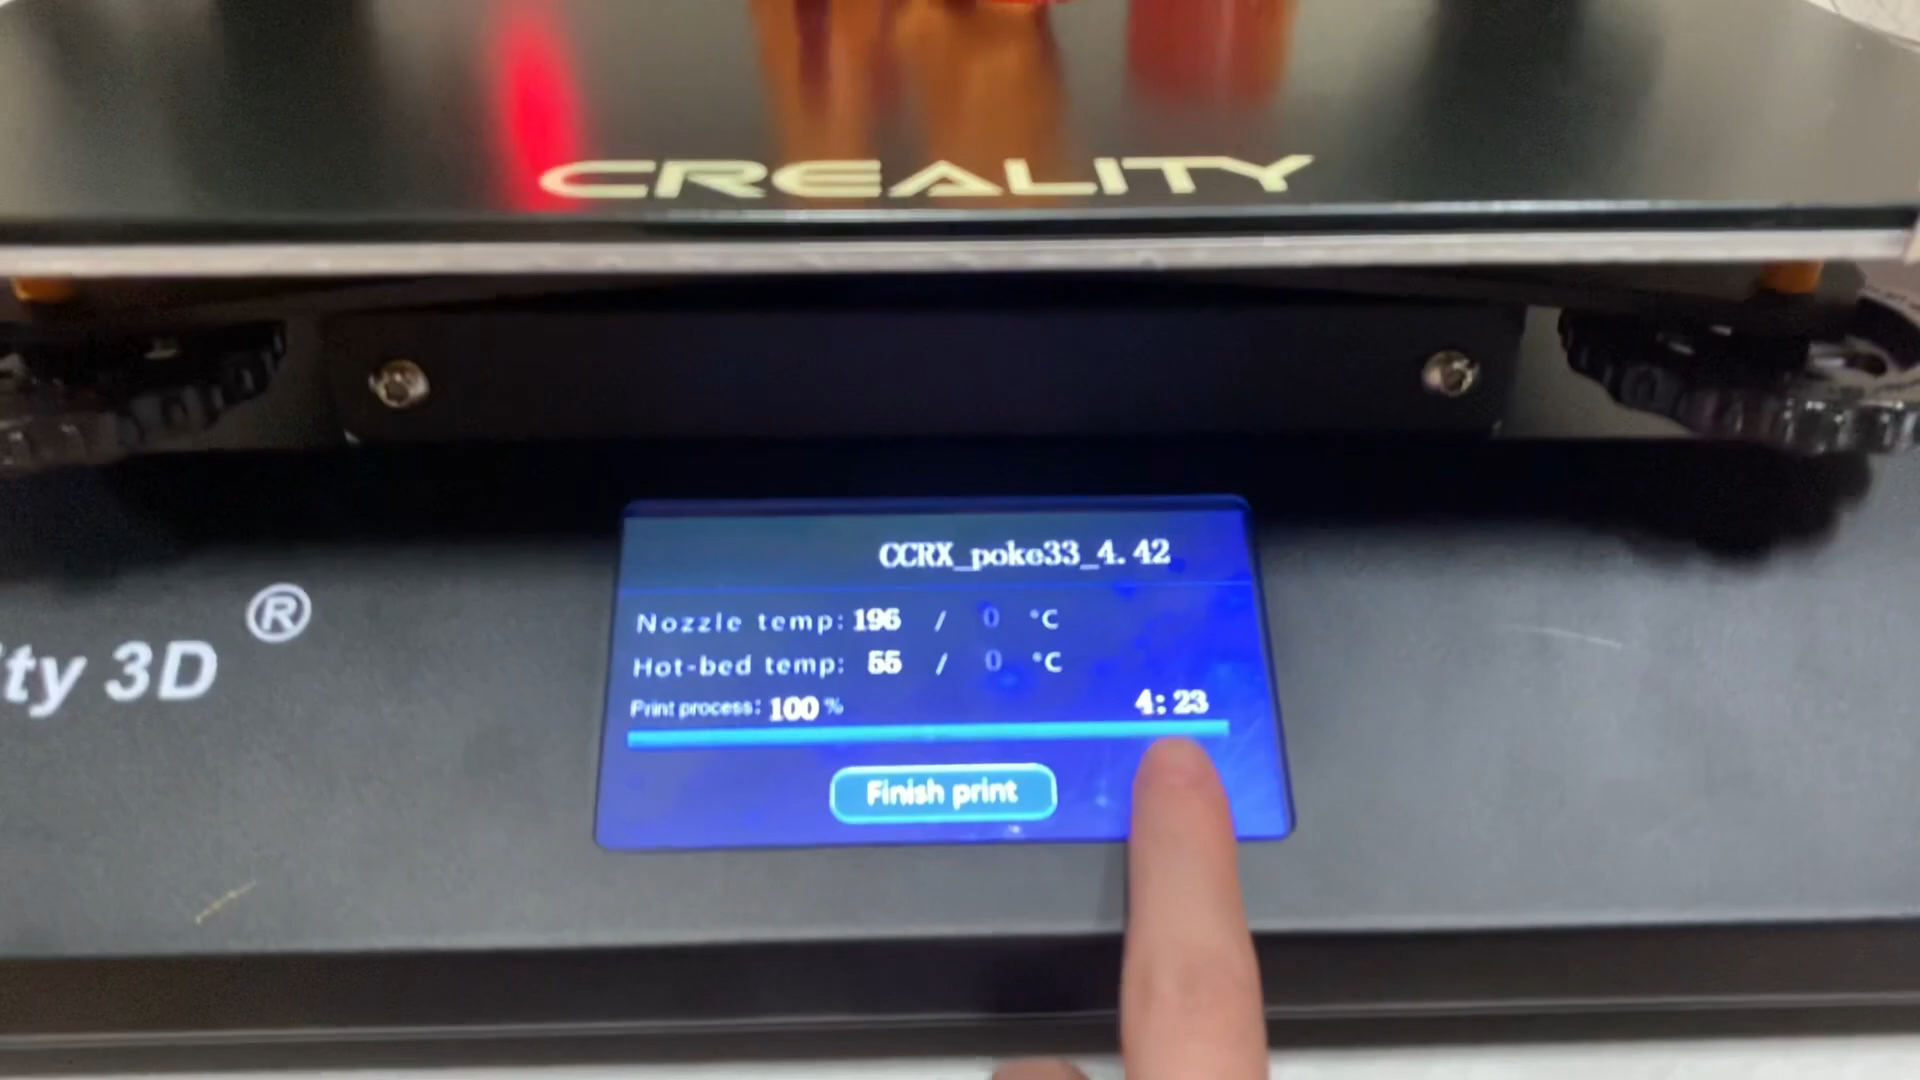 CREALITY
ity 3D ®
CCRX_poke33_4.42
Nozzle temp: 196 / 0 °C
Hot-bed temp: 55 / 0 °C
Print process: 100 % 4:23
Finish print